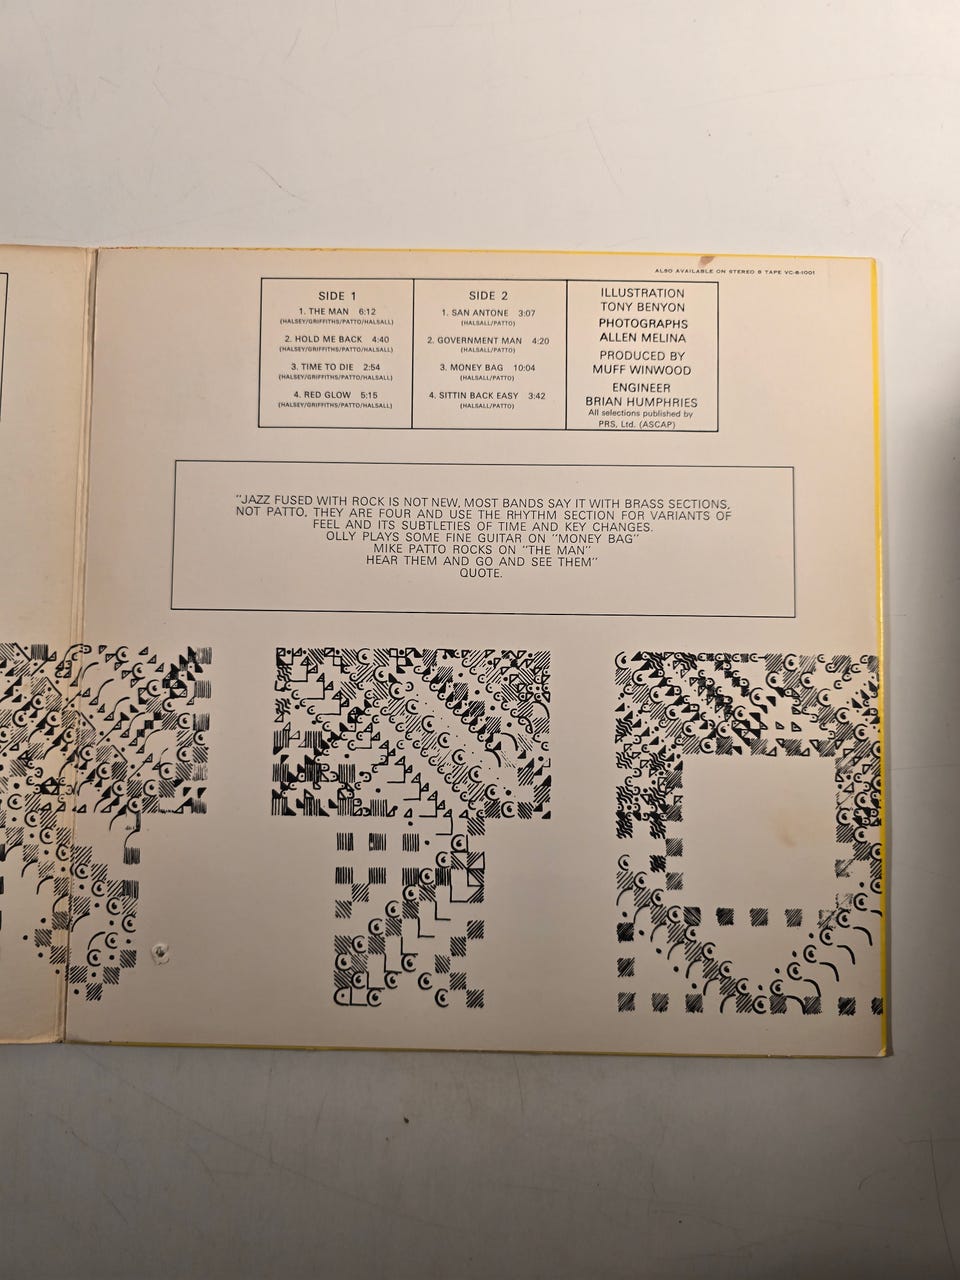 ALSO AVAILABLE ON STEREO 8 TAPE VC-8-1001
SIDE 1
1. THE MAN 6:12
(HALSEY/GRIFFITHS/PATTO/HALSALL)
2. HOLD ME BACK 4:40
(HALSEY/GRIFFITHS/PATTO/HALSALL)
3. TIME TO DIE 2:54
(HALSEY/GRIFFITHS/PATTO/HALSALL)
4. RED GLOW 5:15
(HALSEY/GRIFFITHS/PATTO/HALSALL)
SIDE 2
1. SAN ANTONE 3:07
(HALSALL/PATTO)
2. GOVERNMENT MAN 4:20
(HALSALL/PATTO)
3. MONEY BAG 10:04
(HALSALL/PATTO)
4. SITTIN BACK EASY 3:42
(HALSALL/PATTO)
ILLUSTRATION
TONY BENYON
PHOTOGRAPHS
ALLEN MELINA
PRODUCED BY
MUFF WINWOOD
ENGINEER
BRIAN HUMPHRIES
All selections published by
PRS, Ltd. (ASCAP)
"JAZZ FUSED WITH ROCK IS NOT NEW, MOST BANDS SAY IT WITH BRASS SECTIONS,
NOT PATTO. THEY ARE FOUR AND USE THE RHYTHM SECTION FOR VARIANTS OF
FEEL AND ITS SUBTLETIES OF TIME AND KEY CHANGES.
OLLY PLAYS SOME FINE GUITAR ON "MONEY BAG"
MIKE PATTO ROCKS ON "THE MAN"
HEAR THEM AND GO AND SEE THEM"
QUOTE.